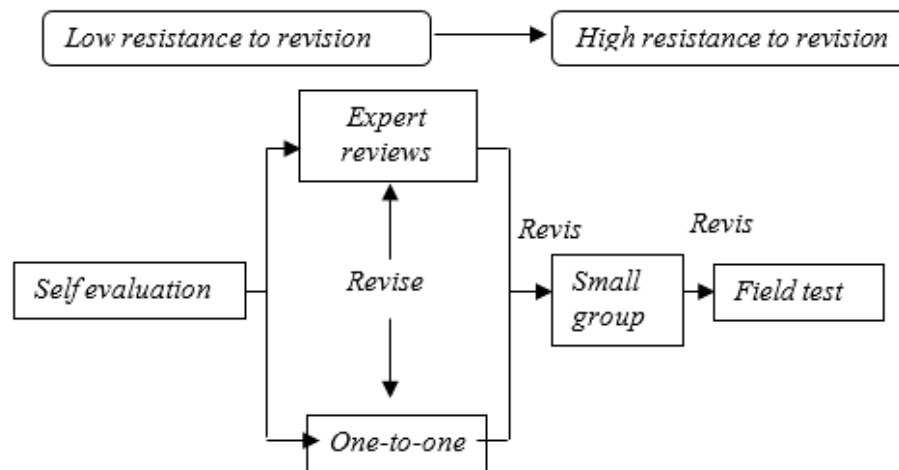 Low resistance to revision
High resistance to revision
Expert
reviews
Revis
Revis
Self evaluation
Revise
Small
group
Field test
One-to-one